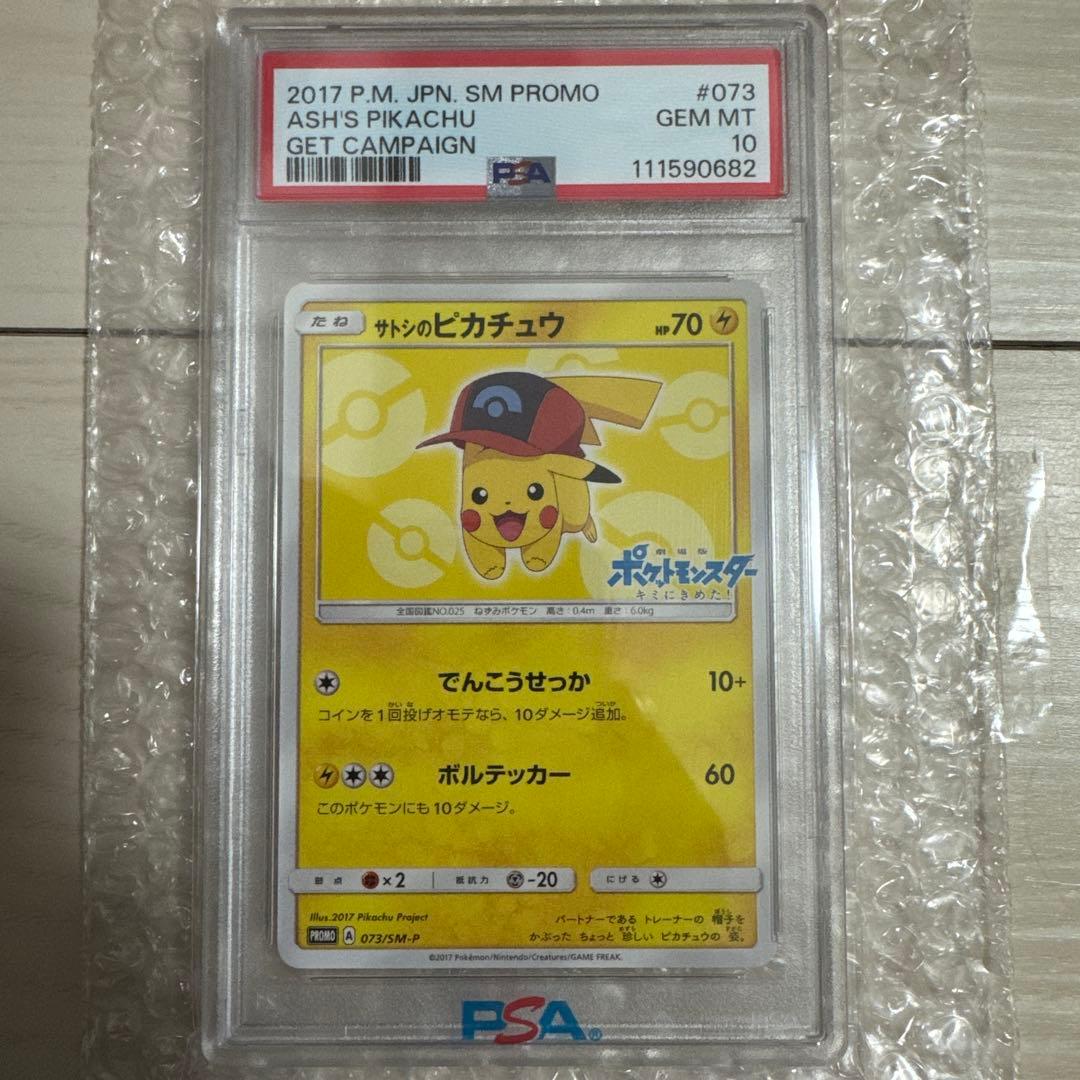 2017 P.M. JPN. SM PROMO #073
ASH'S PIKACHU GEM MT
GET CAMPAIGN 10
PSA 111590682
たね サトシのピカチュウ HP70
劇場版
ポケットモンスター
キミにきめた!
全国図鑑NO.025 ねずみポケモン 高さ:0.4m 重さ:6.0kg
でんこうせっか 10+
コインを1回投げオモテなら、10ダメージ追加。
ボルテッカー 60
このポケモンにも10ダメージ。
弱点 ×2 抵抗力 -20 にげる
Illus.2017 Pikachu Project
パートナーである トレーナーの 帽子を
かぶった ちょっと 珍しい ピカチュウの 姿。
PROMO A 073/SM-P
©2017 Pokémon/Nintendo/Creatures/GAME FREAK.
PSA®